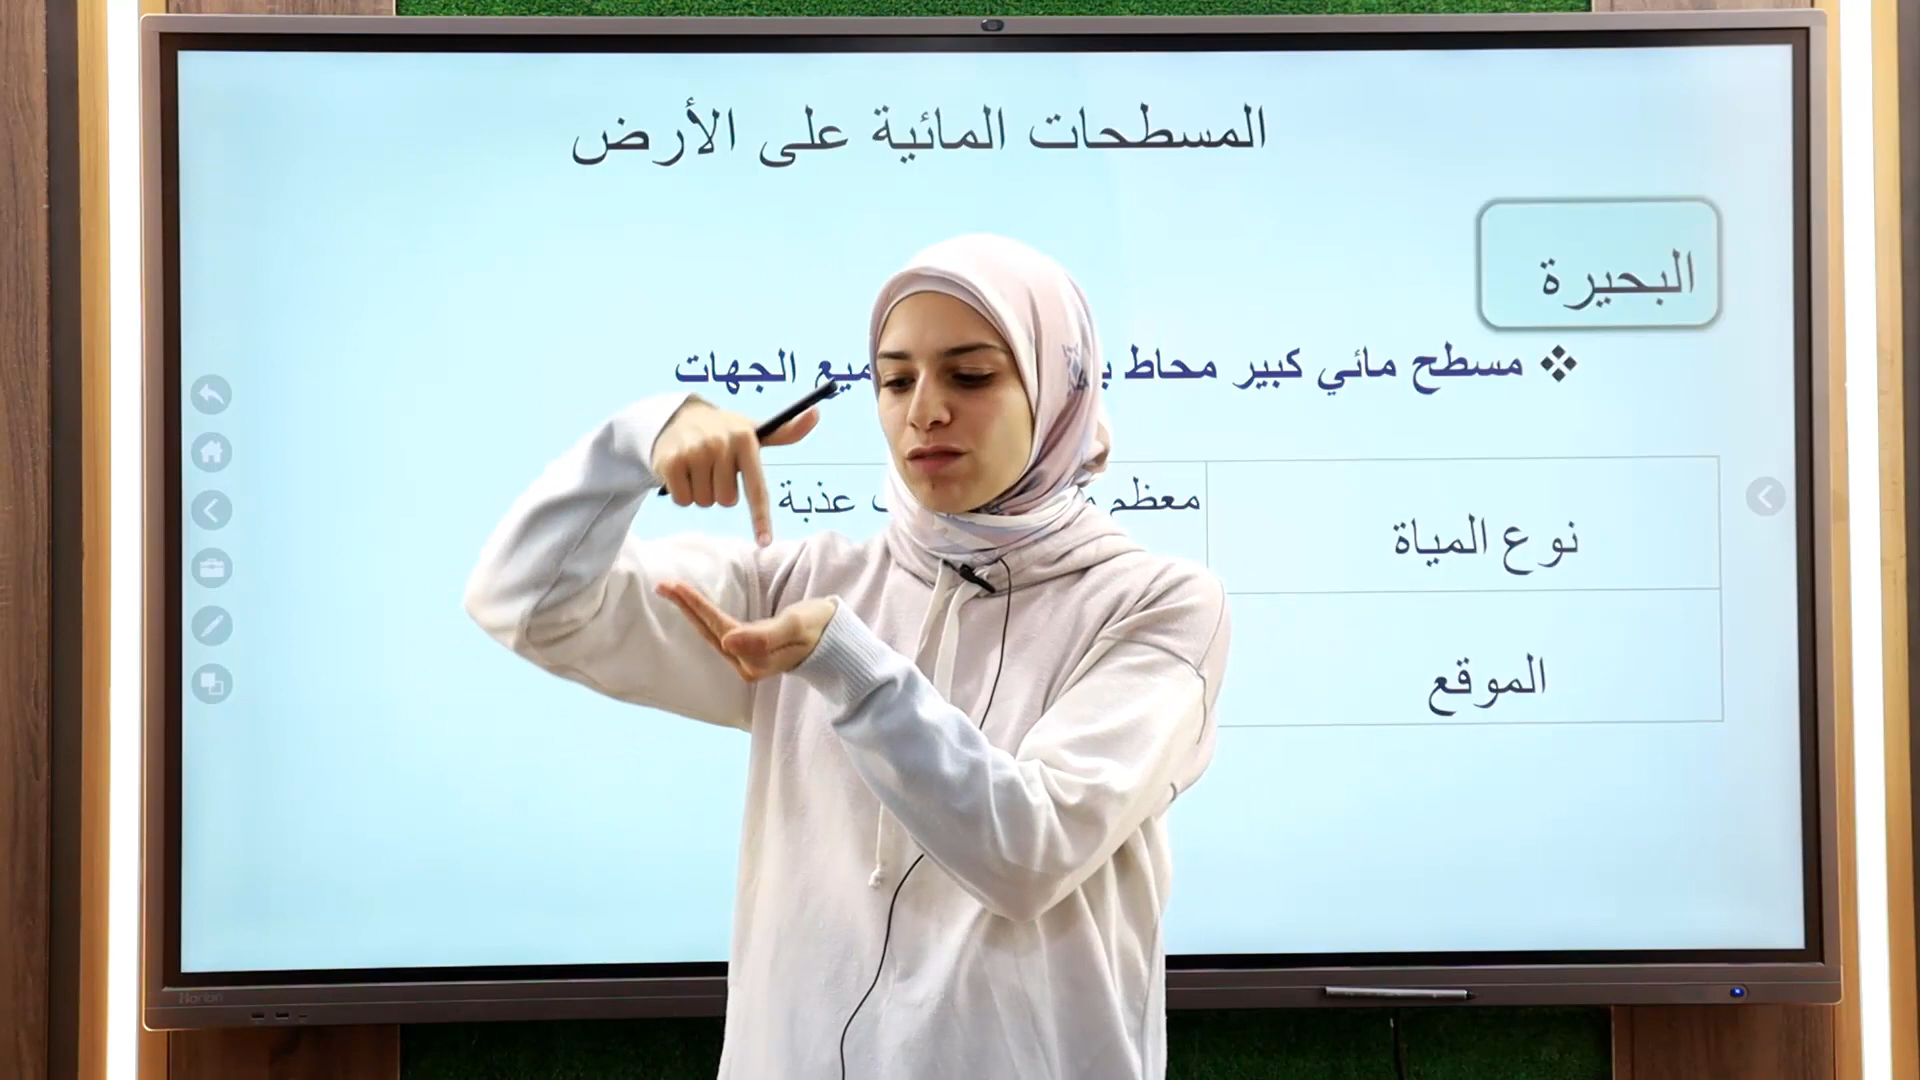 المسطحات المائية على الأرض
البحيرة
❖ مسطح مائي كبير محاط الجهات
معظم عذبة
نوع المياة
الموقع